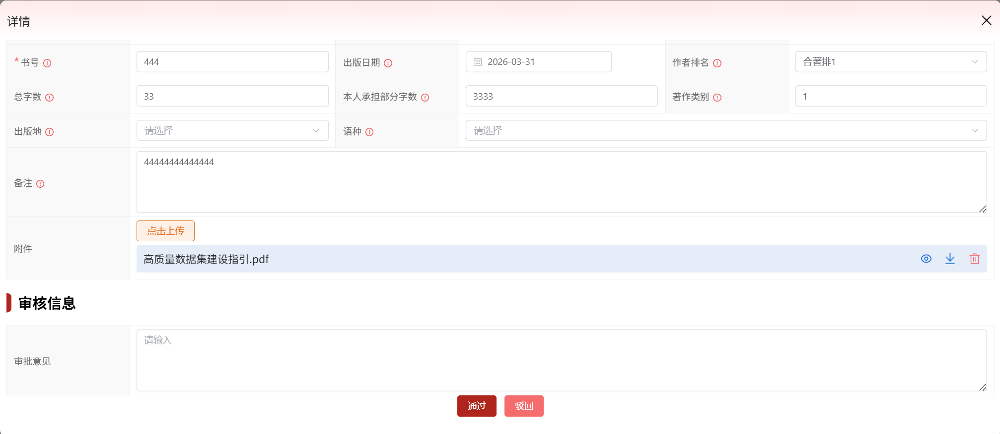 详情
* 书号 444 出版日期 2026-03-31 作者排名 合著排1
总字数 33 本人承担部分字数 3333 著作类别 1
出版地 请选择 语种 请选择
备注 44444444444444
点击上传
附件
高质量数据集建设指引.pdf
审核信息
审批意见 请输入
通过 驳回